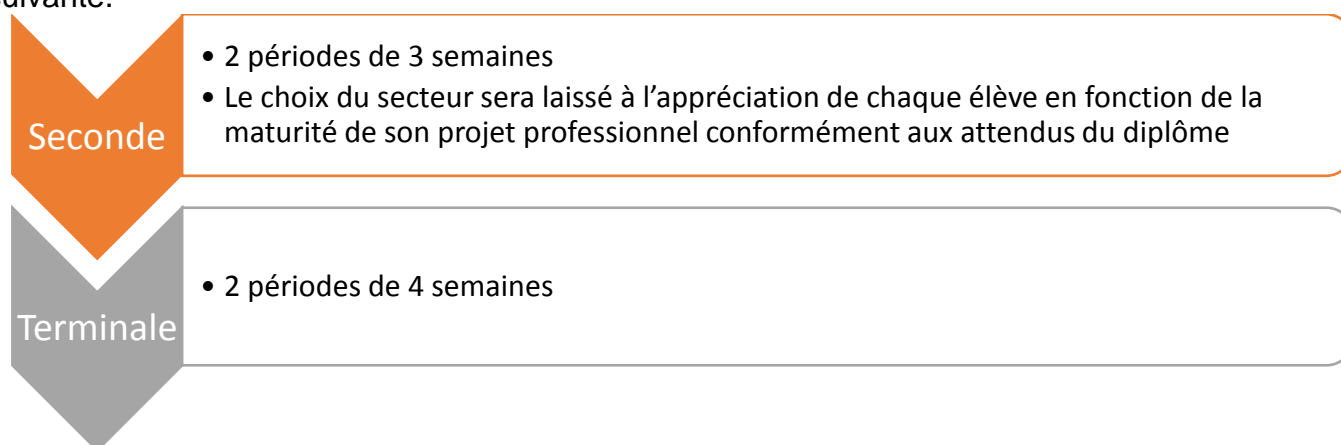 suivante.
• 2 périodes de 3 semaines
• Le choix du secteur sera laissé à l'appréciation de chaque élève en fonction de la
maturité de son projet professionnel conformément aux attendus du diplôme
Seconde
• 2 périodes de 4 semaines
Terminale